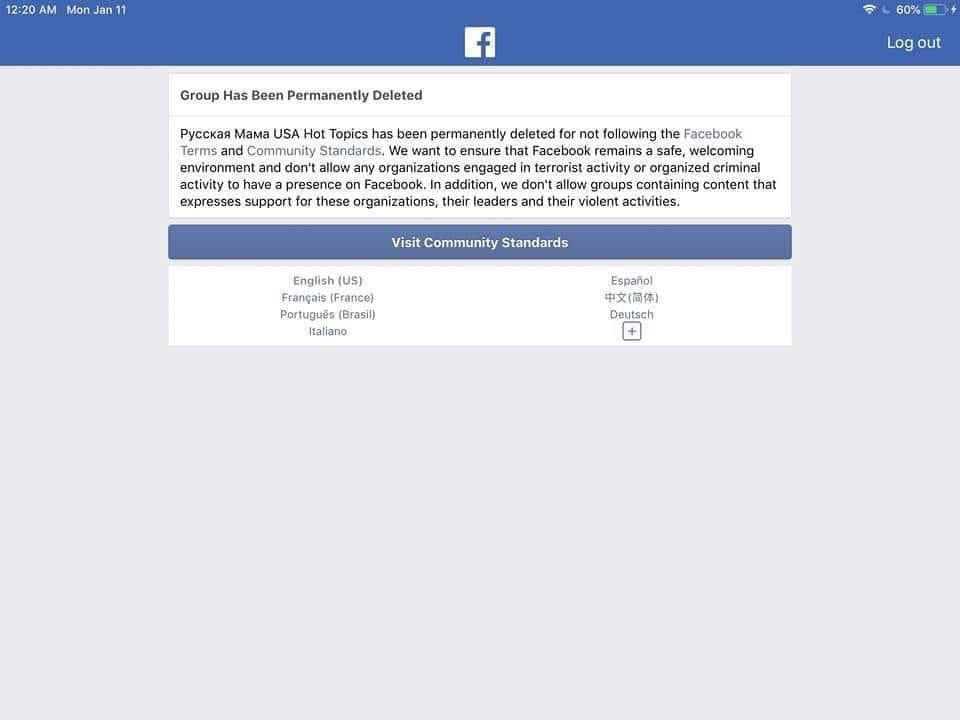 12:20 AM Mon Jan 11
60%
Log out
Group Has Been Permanently Deleted
Русская Мама USA Hot Topics has been permanently deleted for not following the Facebook
Terms and Community Standards. We want to ensure that Facebook remains a safe, welcoming
environment and don't allow any organizations engaged in terrorist activity or organized criminal
activity to have a presence on Facebook. In addition, we don't allow groups containing content that
expresses support for these organizations, their leaders and their violent activities.
Visit Community Standards
English (US)
Español
Français (France)
中文(简体)
Português (Brasil)
Deutsch
Italiano